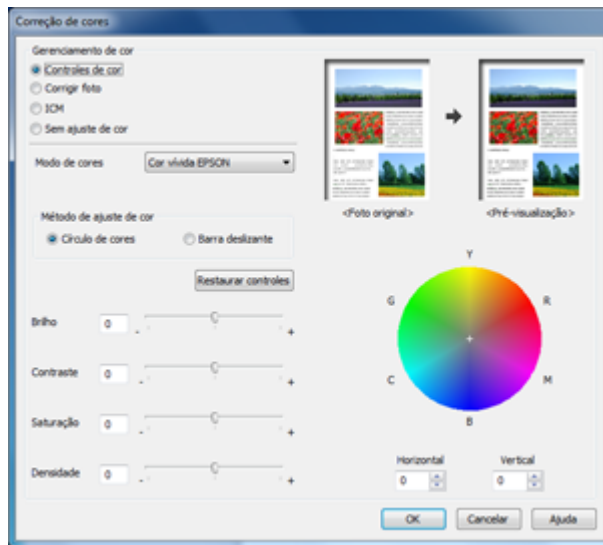 Correção de cores
Gerenciamento de cor
Controles de cor
Corrigir foto
ICM
Sem ajuste de cor
Modo de cores
Cor vívida EPSON
Método de ajuste de cor
Círculo de cores
Barra deslizante
Restaurar controles
Brilho
0
-
+
Contraste
0
-
+
Saturação
0
-
+
Densidade
0
-
+
<Foto original>
<Pré-visualização>
Y
G
R
C
M
B
Horizontal
Vertical
0
0
OK
Cancelar
Ajuda